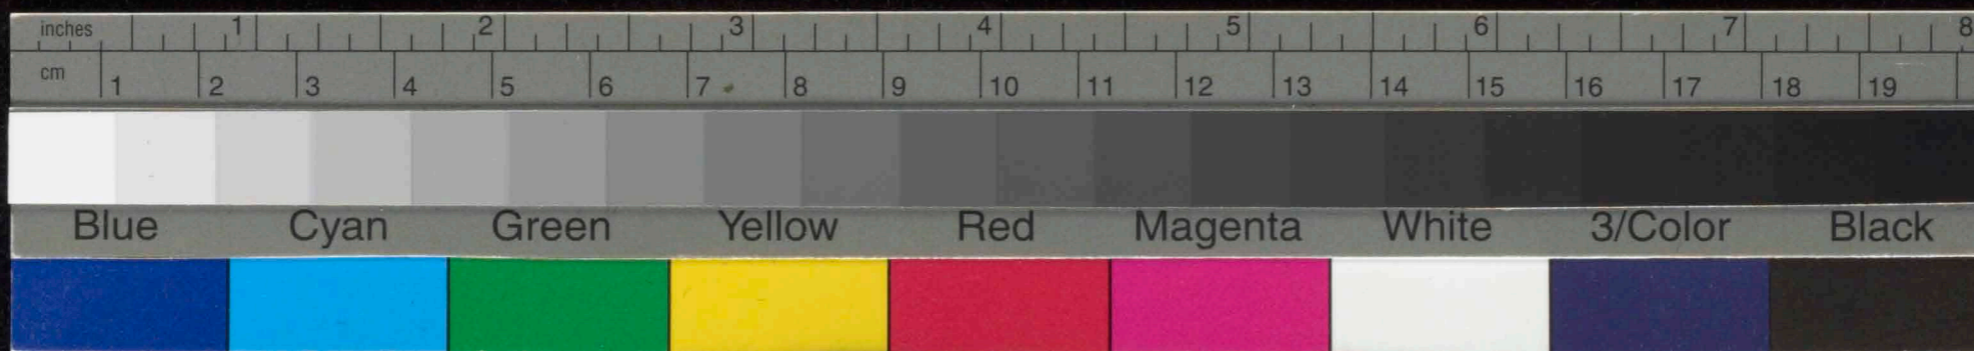 inches 1 2 3 4 5 6 7 8
cm 1 2 3 4 5 6 7 8 9 10 11 12 13 14 15 16 17 18 19
Blue Cyan Green Yellow Red Magenta White 3/Color Black